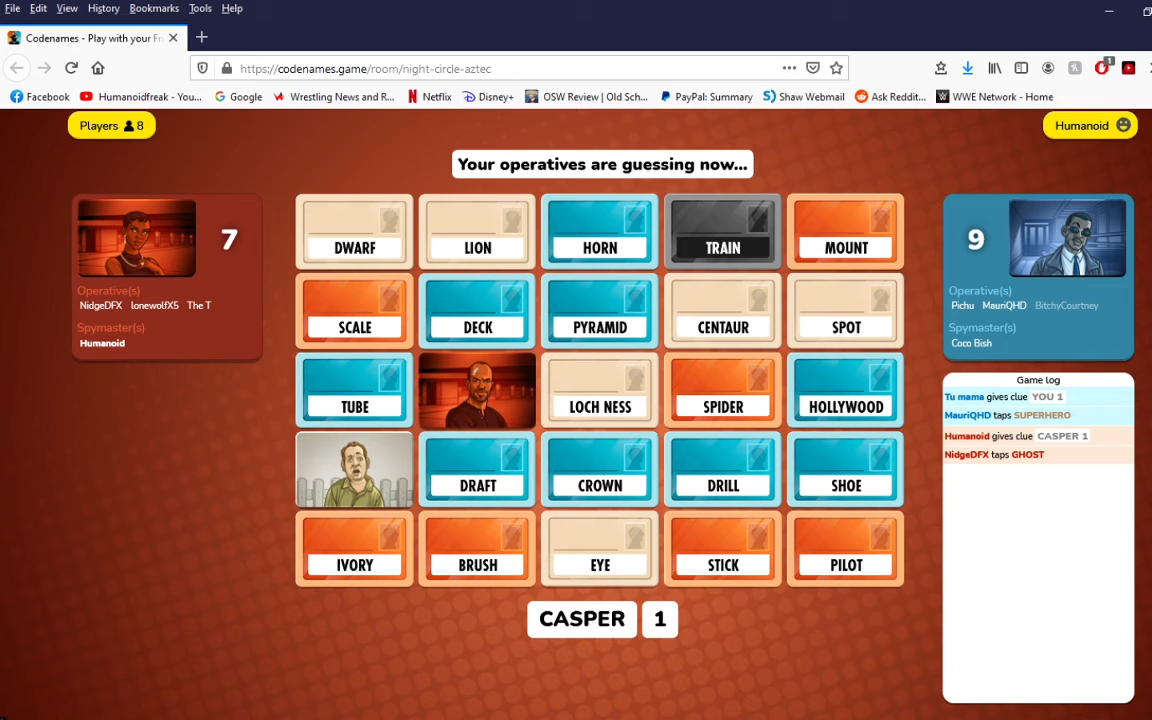 File Edit View History Bookmarks Tools Help
Codenames - Play with your Fr
https://codenames.game/room/night-circle-aztec
1
Facebook Humanoidfreak - You... Google Wrestling News and R... Netflix Disney+ OSW Review | Old Sch... PayPal: Summary Shaw Webmail Ask Reddit... WWE Network - Home
Players 8
Humanoid
Your operatives are guessing now...
7
Operative(s)
NidgeDFX lonewolfX5 The T
Spymaster(s)
Humanoid
DWARF LION HORN TRAIN MOUNT
SCALE DECK PYRAMID CENTAUR SPOT
TUBE LOCH NESS SPIDER HOLLYWOOD
DRAFT CROWN DRILL SHOE
IVORY BRUSH EYE STICK PILOT
CASPER 1
9
Operative(s)
Pichu MauriQHD BitchyCourtney
Spymaster(s)
Coco Bish
Game log
Tu mama gives clue YOU 1
MauriQHD taps SUPERHERO
Humanoid gives clue CASPER 1
NidgeDFX taps GHOST